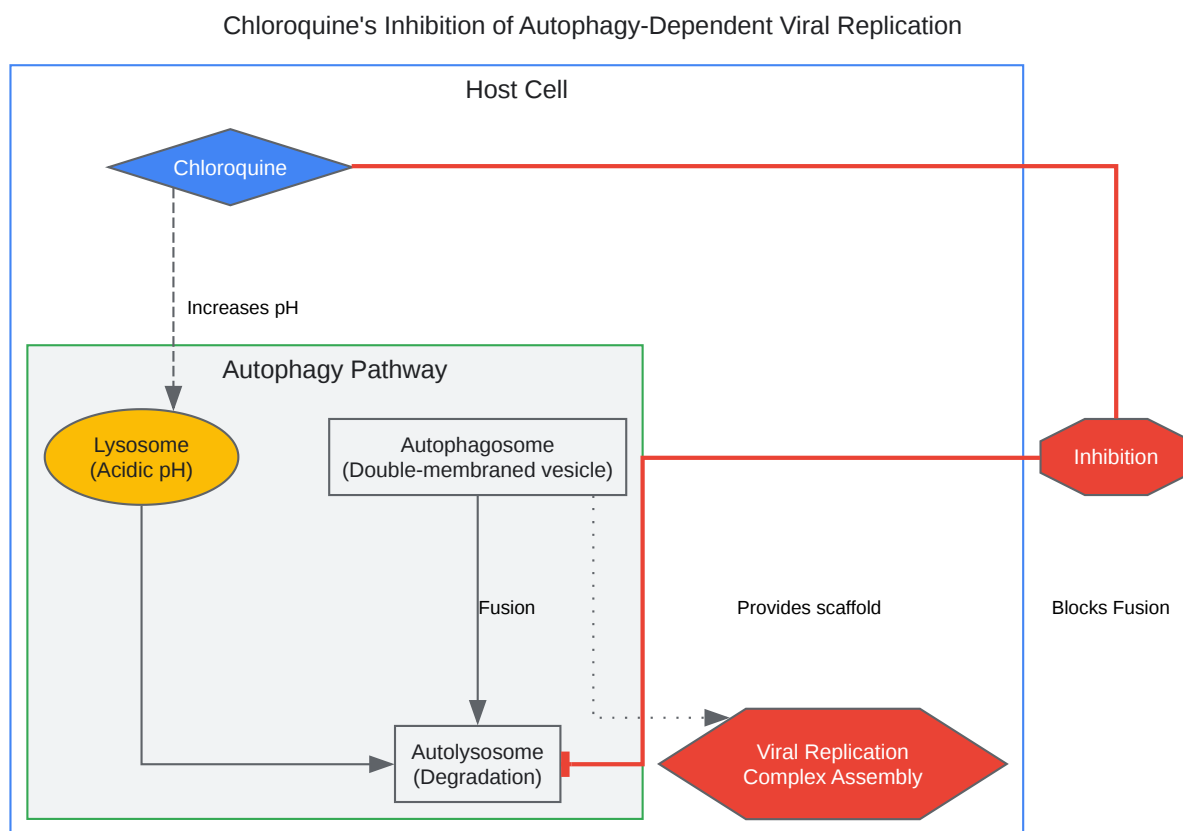 Chloroquine's Inhibition of Autophagy-Dependent Viral Replication
Host Cell
Chloroquine
Increases pH
Autophagy Pathway
Lysosome
(Acidic pH)
Autophagosome
(Double-membraned vesicle)
Inhibition
Fusion
Provides scaffold
Blocks Fusion
Autolysosome
(Degradation)
Viral Replication
Complex Assembly